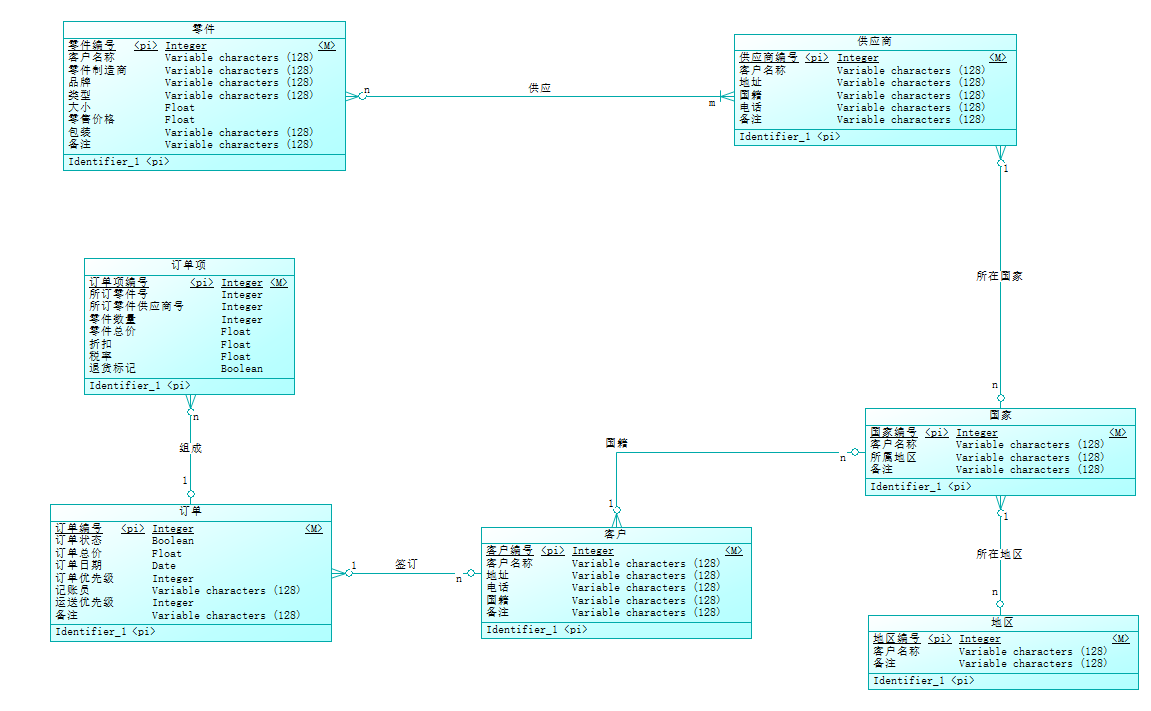 零件
零件编号 <pi> Integer <M>
客户名称 Variable characters (128)
零件制造商 Variable characters (128)
品牌 Variable characters (128)
类型 Variable characters (128)
大小 Float
零售价格 Float
包装 Variable characters (128)
备注 Variable characters (128)
Identifier_1 <pi>
n
供应
m
供应商
供应商编号 <pi> Integer <M>
客户名称 Variable characters (128)
地址 Variable characters (128)
国籍 Variable characters (128)
电话 Variable characters (128)
备注 Variable characters (128)
Identifier_1 <pi>
1
所在国家
n
订单项
订单项编号 <pi> Integer <M>
所订零件号 Integer
所订零件供应商号 Integer
零件数量 Integer
零件总价 Float
折扣 Float
税率 Float
退货标记 Boolean
Identifier_1 <pi>
n
组成
1
国家
国家编号 <pi> Integer <M>
客户名称 Variable characters (128)
所属地区 Variable characters (128)
备注 Variable characters (128)
Identifier_1 <pi>
国籍
n
1
订单
订单编号 <pi> Integer <M>
订单状态 Boolean
订单总价 Float
订单日期 Date
订单优先级 Integer
记账员 Variable characters (128)
运送优先级 Integer
备注 Variable characters (128)
Identifier_1 <pi>
1
签订
n
客户
客户编号 <pi> Integer <M>
客户名称 Variable characters (128)
地址 Variable characters (128)
电话 Variable characters (128)
国籍 Variable characters (128)
备注 Variable characters (128)
Identifier_1 <pi>
1
所在地区
n
地区
地区编号 <pi> Integer <M>
客户名称 Variable characters (128)
备注 Variable characters (128)
Identifier_1 <pi>